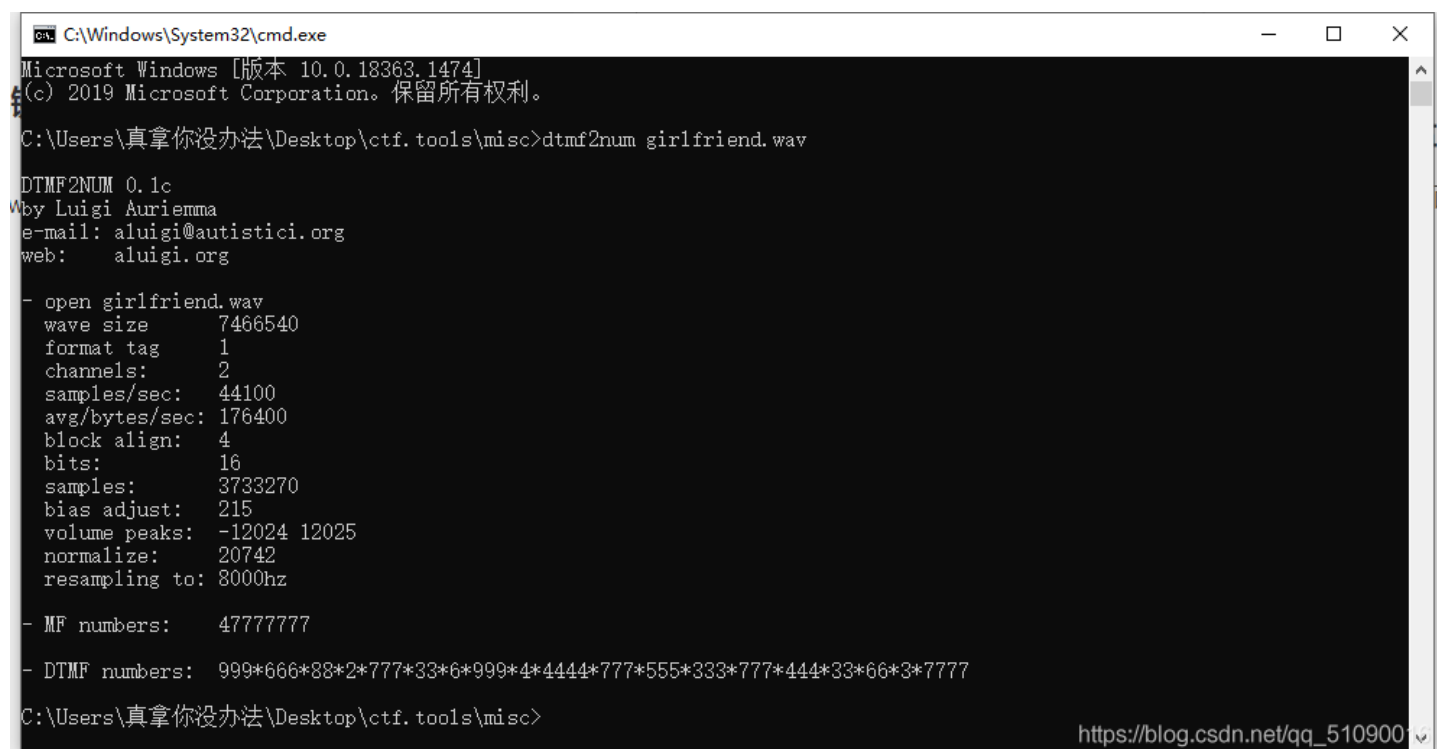 C:\Windows\System32\cmd.exe
Microsoft Windows [版本 10.0.18363.1474]
(c) 2019 Microsoft Corporation。保留所有权利。
C:\Users\真拿你没办法\Desktop\ctf.tools\misc>dtmf2num girlfriend.wav
DTMF2NUM 0.1c
by Luigi Auriemma
e-mail: aluigi@autistici.org
web:    aluigi.org
- open girlfriend.wav
  wave size      7466540
  format tag     1
  channels:      2
  samples/sec:   44100
  avg/bytes/sec: 176400
  block align:   4
  bits:          16
  samples:       3733270
  bias adjust:   215
  volume peaks:  -12024 12025
  normalize:     20742
  resampling to: 8000hz
- MF numbers:    47777777
- DTMF numbers:  999*666*88*2*777*33*6*999*4*4444*777*555*333*777*444*33*66*3*7777
C:\Users\真拿你没办法\Desktop\ctf.tools\misc>